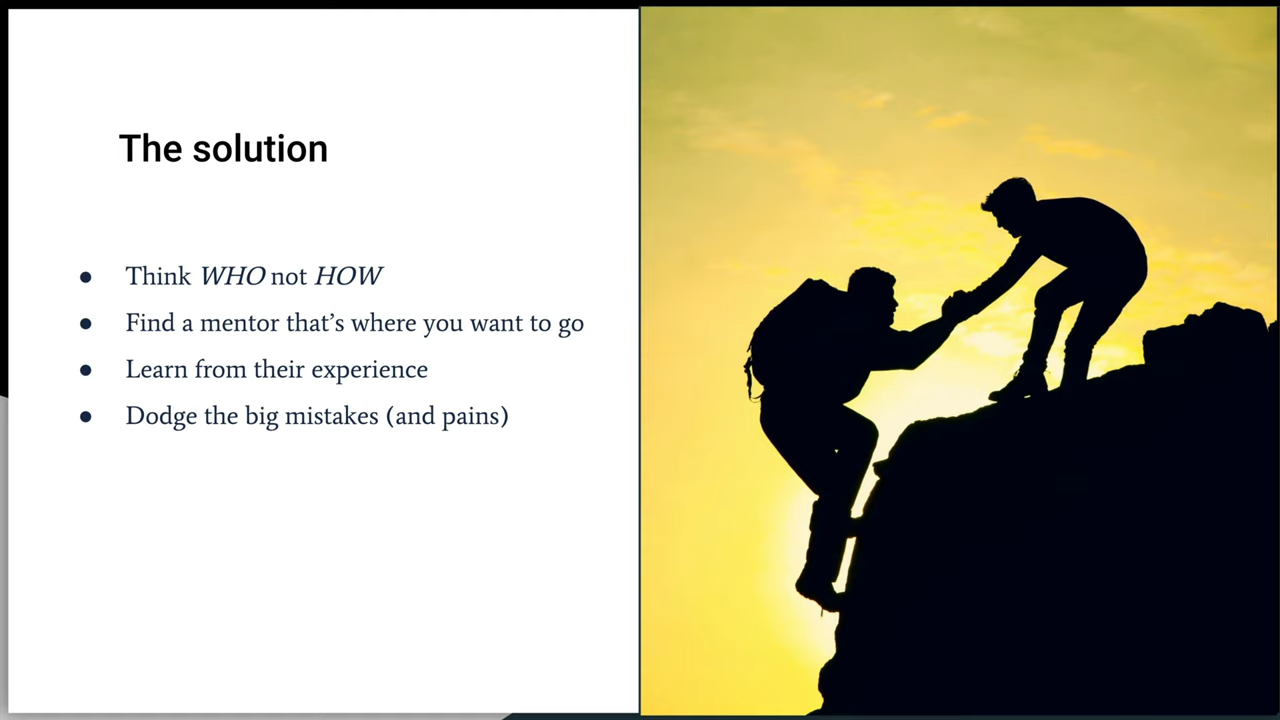 The solution
● Think WHO not HOW
● Find a mentor that’s where you want to go
● Learn from their experience
● Dodge the big mistakes (and pains)